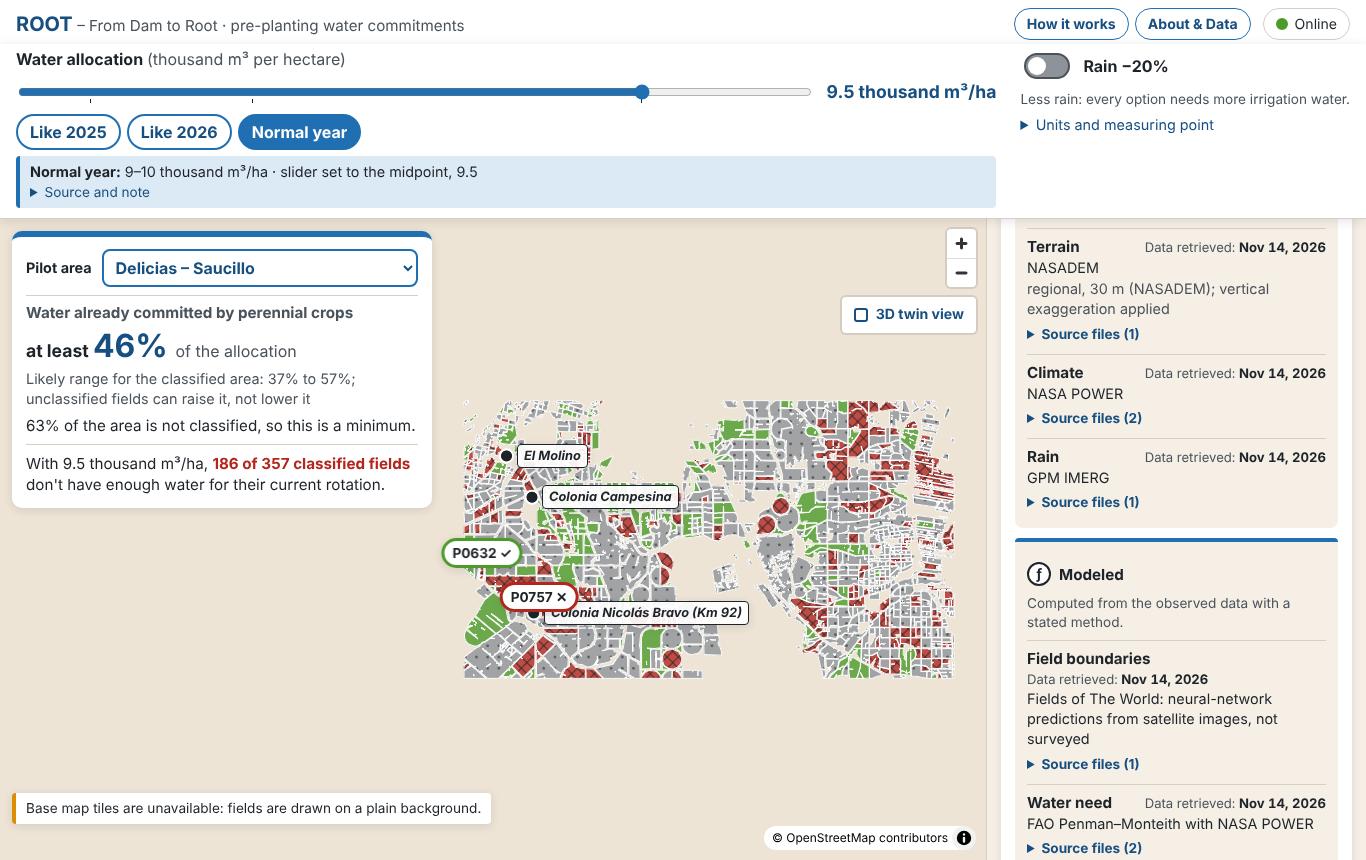 ROOT – From Dam to Root · pre-planting water commitments
How it works
About & Data
Online
Water allocation (thousand m³ per hectare)
9.5 thousand m³/ha
Like 2025
Like 2026
Normal year
Normal year: 9–10 thousand m³/ha · slider set to the midpoint, 9.5
Source and note
Rain −20%
Less rain: every option needs more irrigation water.
Units and measuring point
Pilot area
Delicias – Saucillo
Water already committed by perennial crops
at least 46% of the allocation
Likely range for the classified area: 37% to 57%;
unclassified fields can raise it, not lower it
63% of the area is not classified, so this is a minimum.
With 9.5 thousand m³/ha, 186 of 357 classified fields
don't have enough water for their current rotation.
+
−
3D twin view
El Molino
Colonia Campesina
P0632 ✓
P0757 ✕
Colonia Nicolás Bravo (Km 92)
Base map tiles are unavailable: fields are drawn on a plain background.
© OpenStreetMap contributors
Terrain Data retrieved: Nov 14, 2026
NASADEM
regional, 30 m (NASADEM); vertical
exaggeration applied
Source files (1)
Climate Data retrieved: Nov 14, 2026
NASA POWER
Source files (2)
Rain Data retrieved: Nov 14, 2026
GPM IMERG
Source files (1)
Modeled
Computed from the observed data with a
stated method.
Field boundaries
Data retrieved: Nov 14, 2026
Fields of The World: neural-network
predictions from satellite images, not
surveyed
Source files (1)
Water need Data retrieved: Nov 14, 2026
FAO Penman–Monteith with NASA POWER
Source files (2)